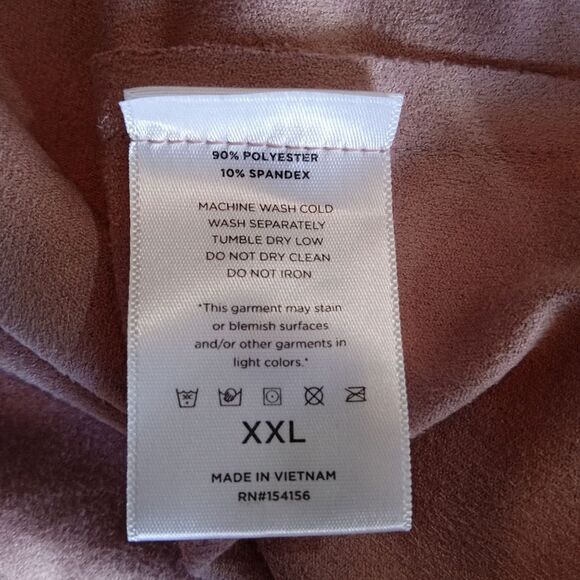 90% POLYESTER
10% SPANDEX
MACHINE WASH COLD
WASH SEPARATELY
TUMBLE DRY LOW
DO NOT DRY CLEAN
DO NOT IRON
*This garment may stain
or blemish surfaces
and/or other garments in
light colors.*
XXL
MADE IN VIETNAM
RN#154156